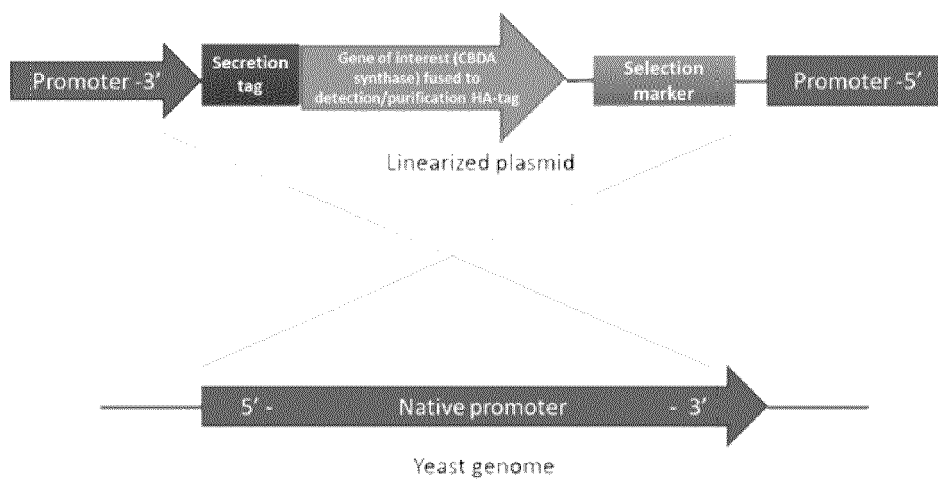 Promoter -3’
Secretion
tag
Gene of interest (CBDA
synthase) fused to
detection/purification HA-tag
Selection
marker
Promoter -5’
Linearized plasmid
5’ -
Native promoter
- 3’
Yeast genome